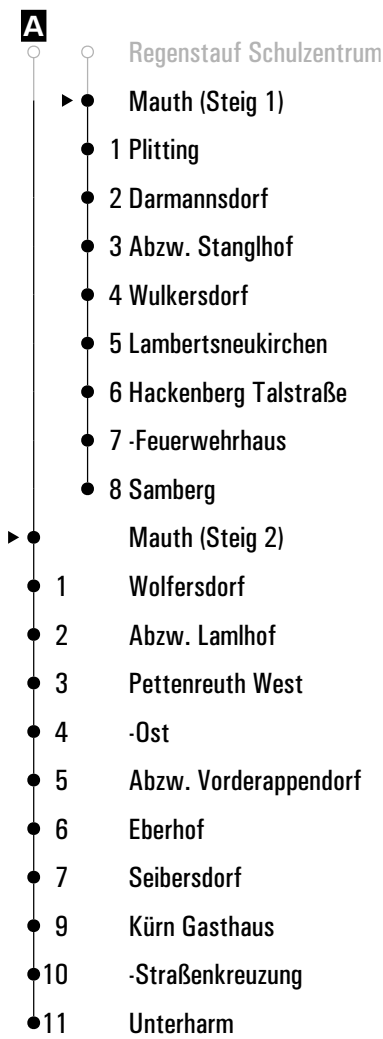 A
Regenstauf Schulzentrum
Mauth (Steig 1)
1 Plitting
2 Darmannsdorf
3 Abzw. Stanglhof
4 Wulkersdorf
5 Lambertsneukirchen
6 Hackenberg Talstraße
7 -Feuerwehrhaus
8 Samberg
Mauth (Steig 2)
1 Wolfersdorf
2 Abzw. Lamlhof
3 Pettenreuth West
4 -Ost
5 Abzw. Vorderappendorf
6 Eberhof
7 Seibersdorf
9 Kürn Gasthaus
10 -Straßenkreuzung
11 Unterharm